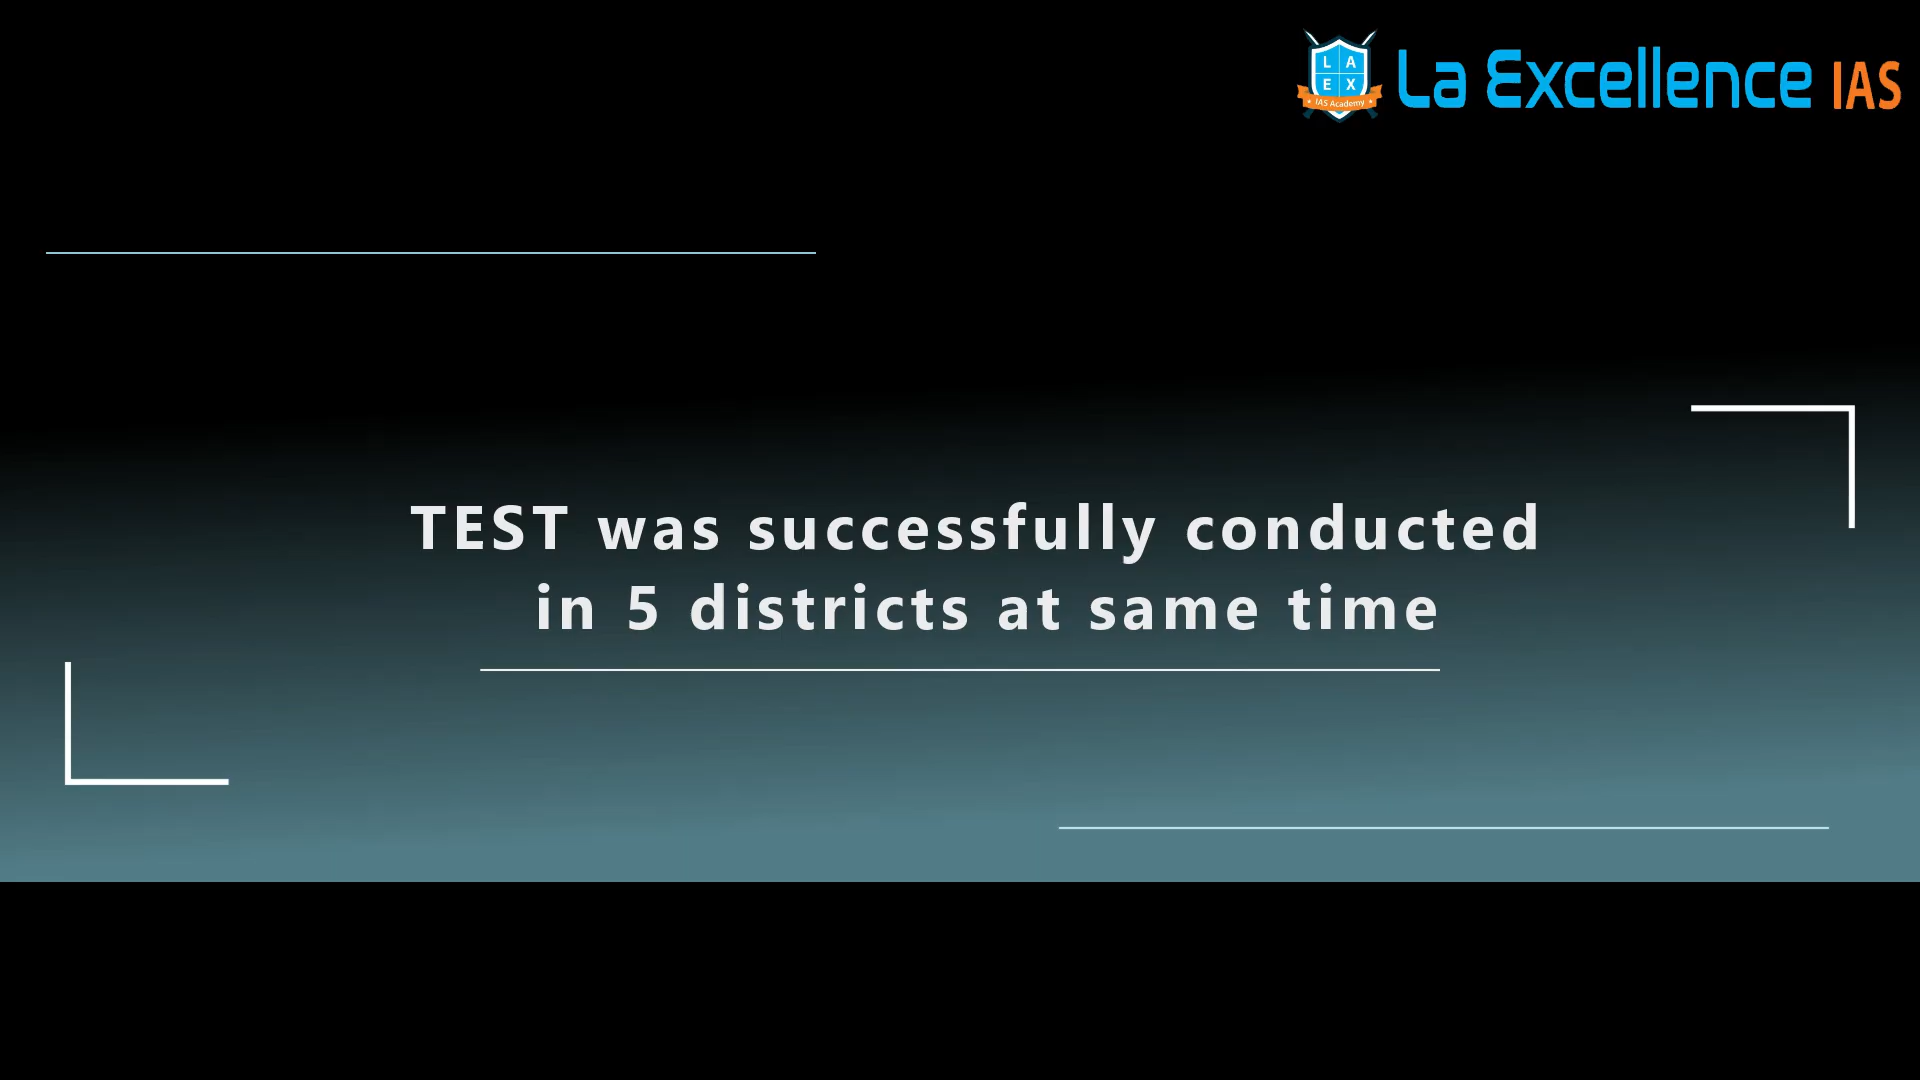 L A
E X
IAS Academy
La Excellence IAS
TEST was successfully conducted
in 5 districts at same time